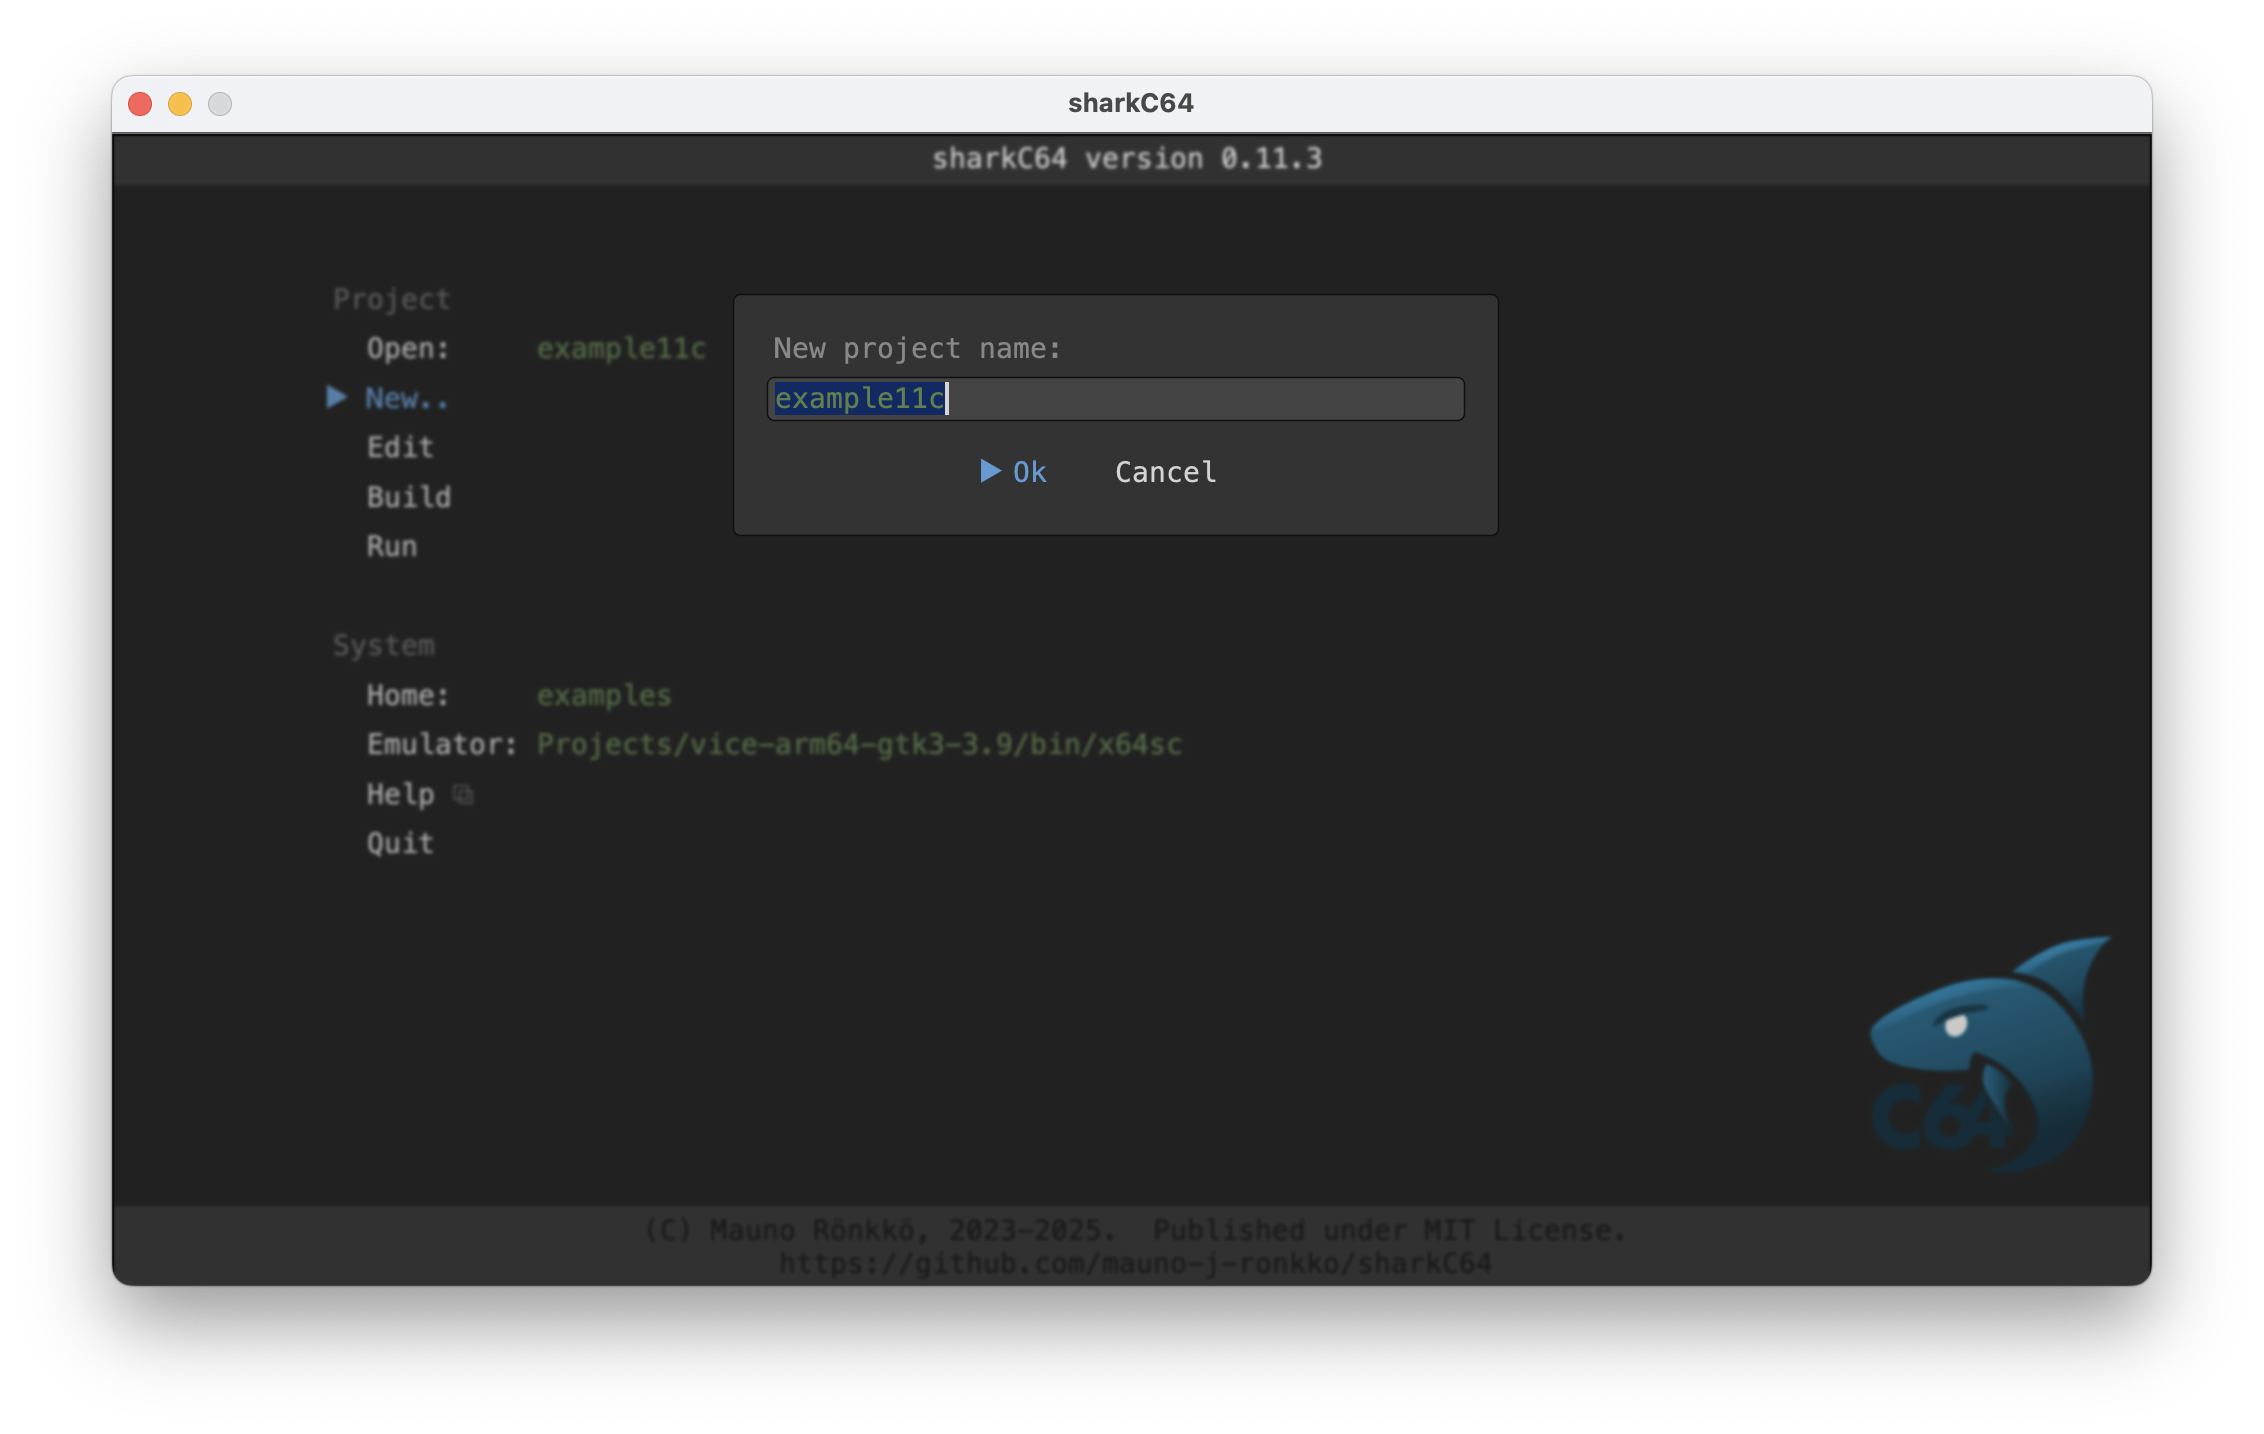 sharkC64
sharkC64 version 0.11.3
Project
Open: example11c
New..
Edit
Build
Run
New project name:
example11c
Ok Cancel
System
Home: examples
Emulator: Projects/vice-arm64-gtk3-3.9/bin/x64sc
Help
Quit
C64
(C) Mauno Rönkkö, 2023-2025. Published under MIT License.
https://github.com/mauno-j-ronkko/sharkC64